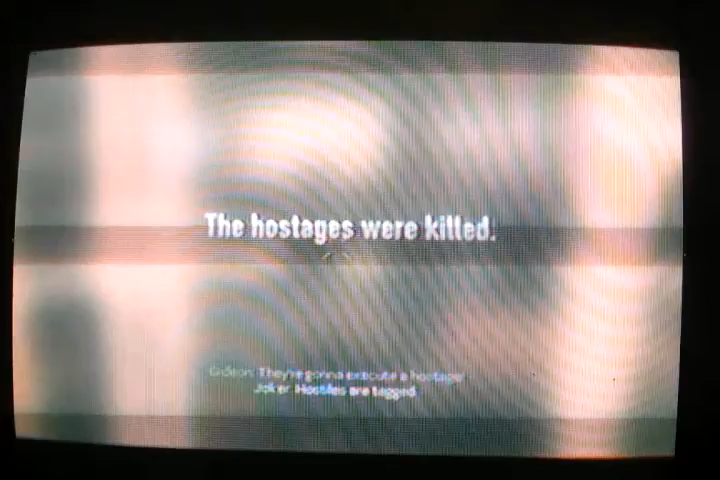 The hostages were killed.
Gideon: They're gonna execute a hostage!
Joker: Hostiles are tagged.